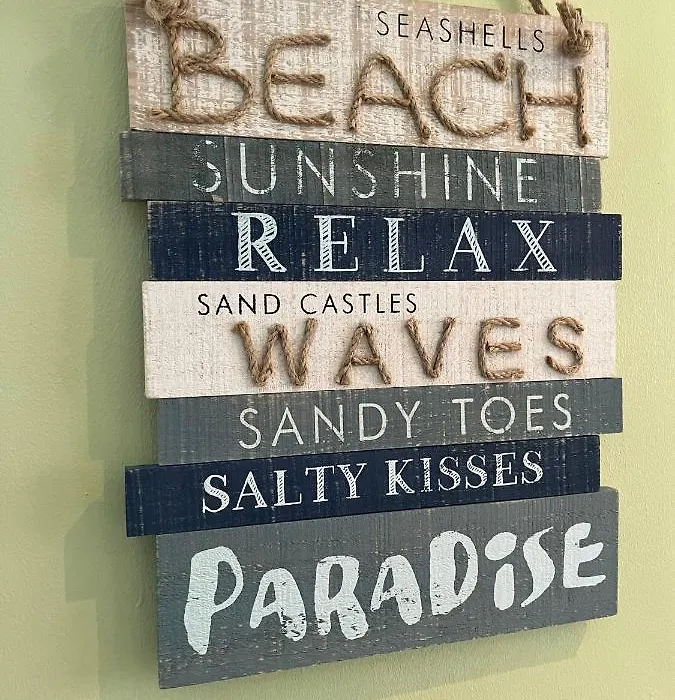 SEASHELLS
BEACH
SUNSHINE
RELAX
SAND CASTLES
WAVES
SANDY TOES
SALTY KISSES
PARADiSE